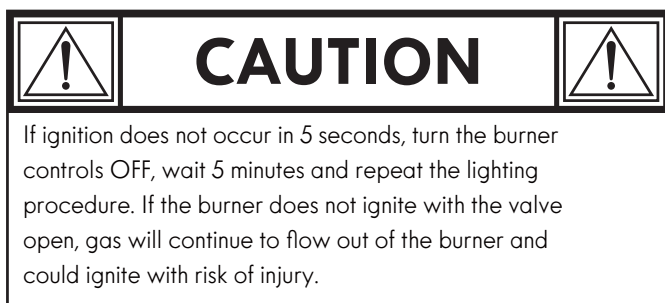 CAUTION
If ignition does not occur in 5 seconds, turn the burner
controls OFF, wait 5 minutes and repeat the lighting
procedure. If the burner does not ignite with the valve
open, gas will continue to flow out of the burner and
could ignite with risk of injury.